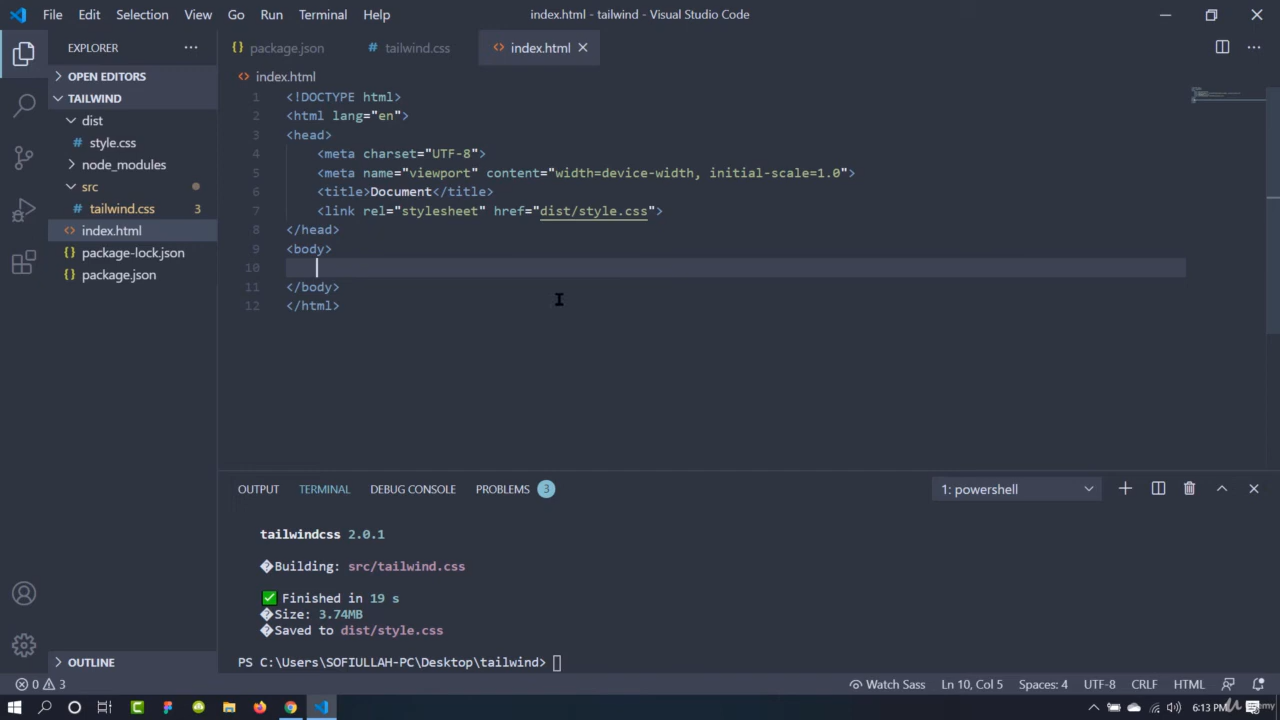 File Edit Selection View Go Run Terminal Help index.html - tailwind - Visual Studio Code
EXPLORER
OPEN EDITORS
TAILWIND
dist
style.css
node_modules
src
tailwind.css 3
index.html
package-lock.json
package.json
OUTLINE
package.json tailwind.css index.html
index.html
1 <!DOCTYPE html>
2 <html lang="en">
3 <head>
4 <meta charset="UTF-8">
5 <meta name="viewport" content="width=device-width, initial-scale=1.0">
6 <title>Document</title>
7 <link rel="stylesheet" href="dist/style.css">
8 </head>
9 <body>
10
11 </body>
12 </html>
OUTPUT TERMINAL DEBUG CONSOLE PROBLEMS 3 1: powershell
tailwindcss 2.0.1
�Building: src/tailwind.css
✅ Finished in 19 s
�Size: 3.74MB
�Saved to dist/style.css
PS C:\Users\SOFIULLAH-PC\Desktop\tailwind>
0 3 Watch Sass Ln 10, Col 5 Spaces: 4 UTF-8 CRLF HTML
6:13 PM